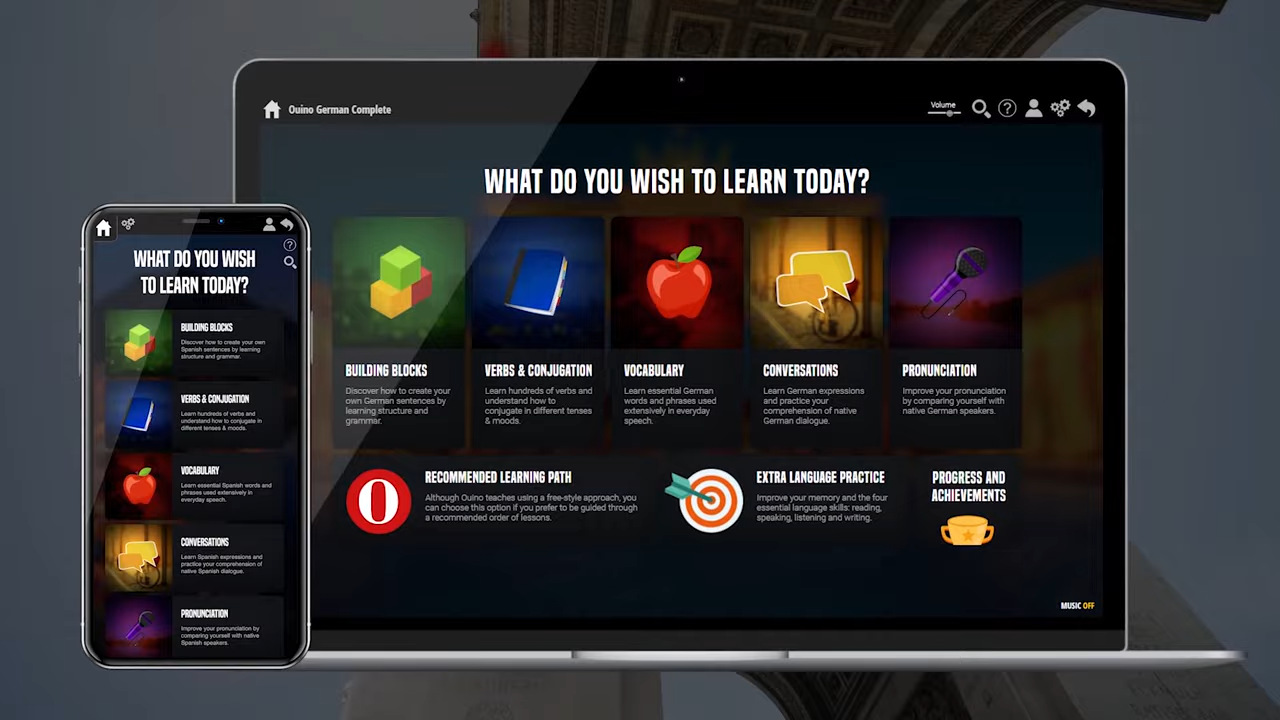 Ouino German Complete
Volume
WHAT DO YOU WISH TO LEARN TODAY?
BUILDING BLOCKS
Discover how to create your
own German sentences by
learning structure and
grammar.
VERBS & CONJUGATION
Learn hundreds of verbs and
understand how to
conjugate in different tenses
& moods.
VOCABULARY
Learn essential German
words and phrases used
extensively in everyday
speech.
CONVERSATIONS
Learn German expressions
and practice your
comprehension of native
German dialogue.
PRONUNCIATION
Improve your pronunciation
by comparing yourself with
native German speakers.
O
RECOMMENDED LEARNING PATH
Although Ouino teaches using a free-style approach, you
can choose this option if you prefer to be guided through
a recommended order of lessons.
EXTRA LANGUAGE PRACTICE
Improve your memory and the four
essential language skills: reading,
speaking, listening and writing.
PROGRESS AND
ACHIEVEMENTS
MUSIC OFF
WHAT DO YOU WISH
TO LEARN TODAY?
BUILDING BLOCKS
Discover how to create your own
Spanish sentences by learning
structure and grammar.
VERBS & CONJUGATION
Learn hundreds of verbs and
understand how to conjugate in
different tenses & moods.
VOCABULARY
Learn essential Spanish words and
phrases used extensively in
everyday speech.
CONVERSATIONS
Learn Spanish expressions and
practice your comprehension of
native Spanish dialogue.
PRONUNCIATION
Improve your pronunciation by
comparing yourself with native
Spanish speakers.